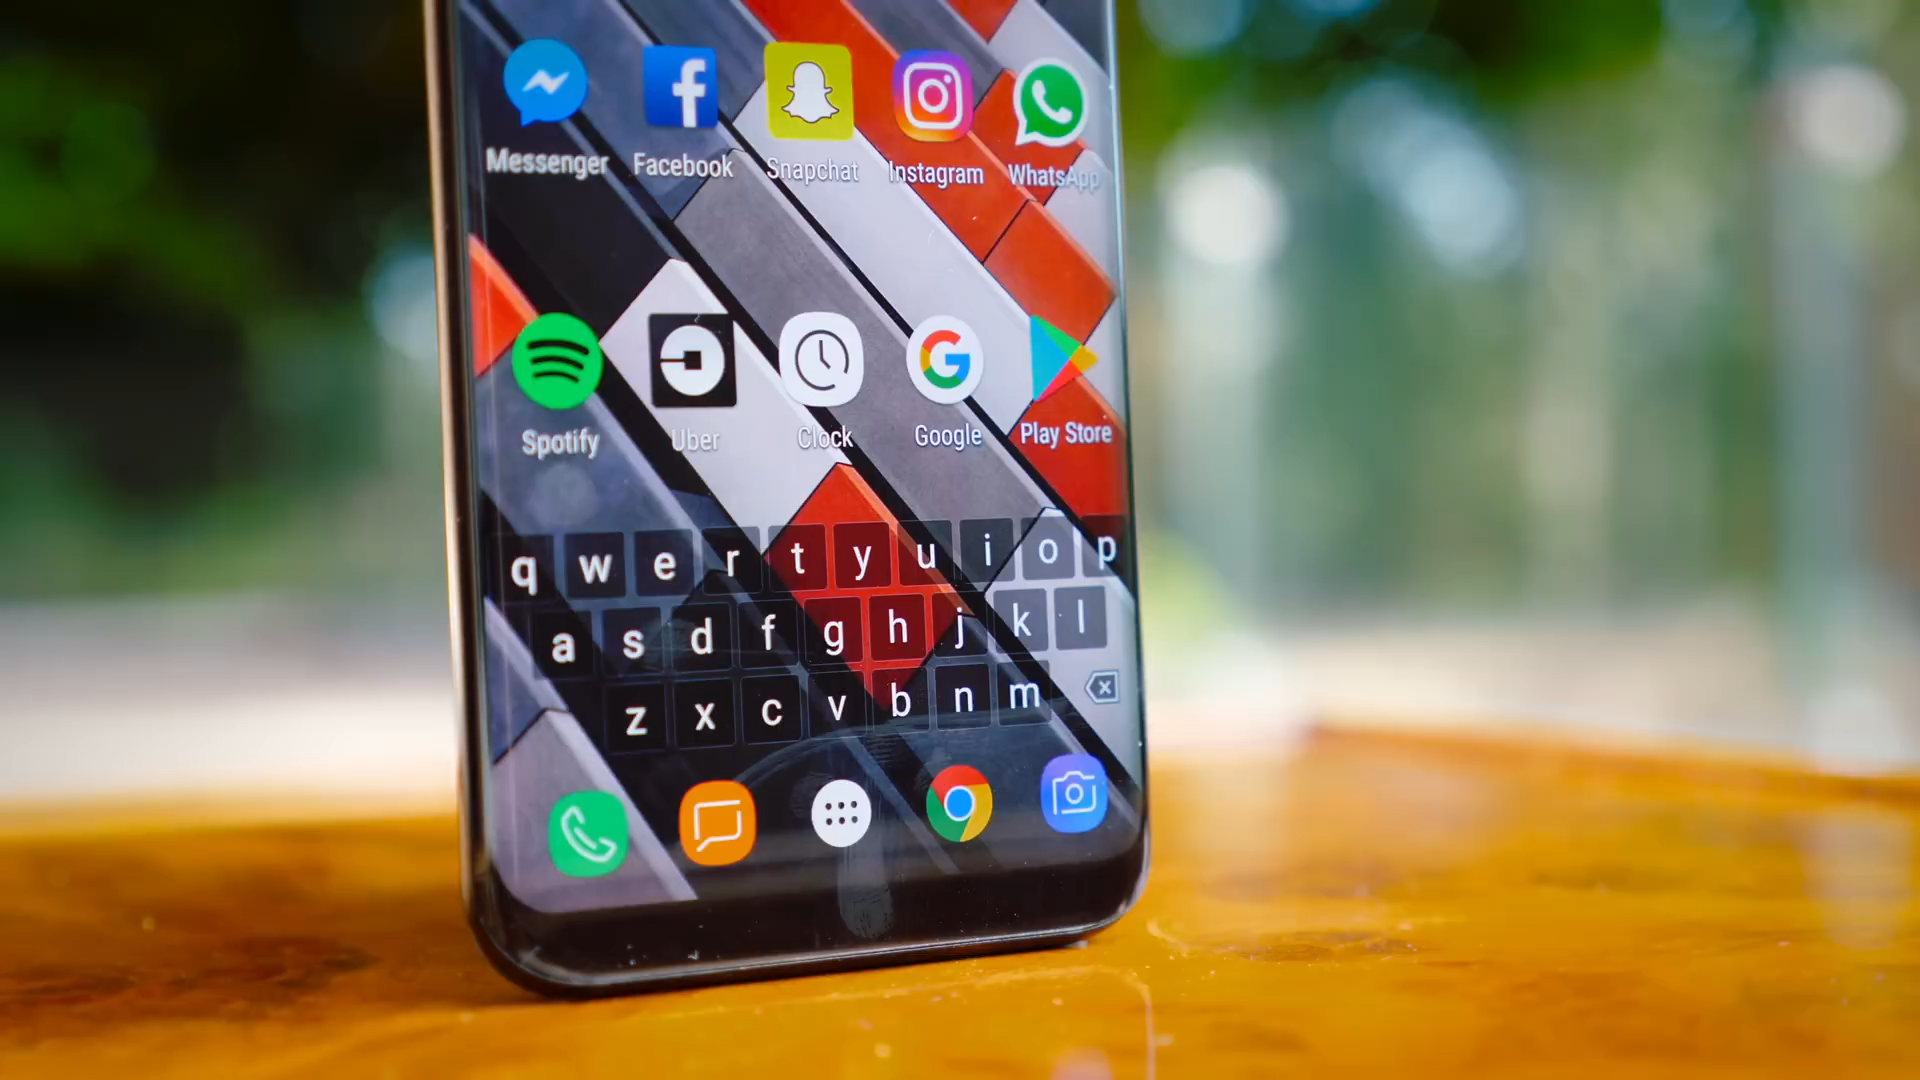 Messenger Facebook Snapchat Instagram WhatsApp
Spotify Uber Clock Google Play Store
q w e r t y u i o p
a s d f g h j k l
z x c v b n m